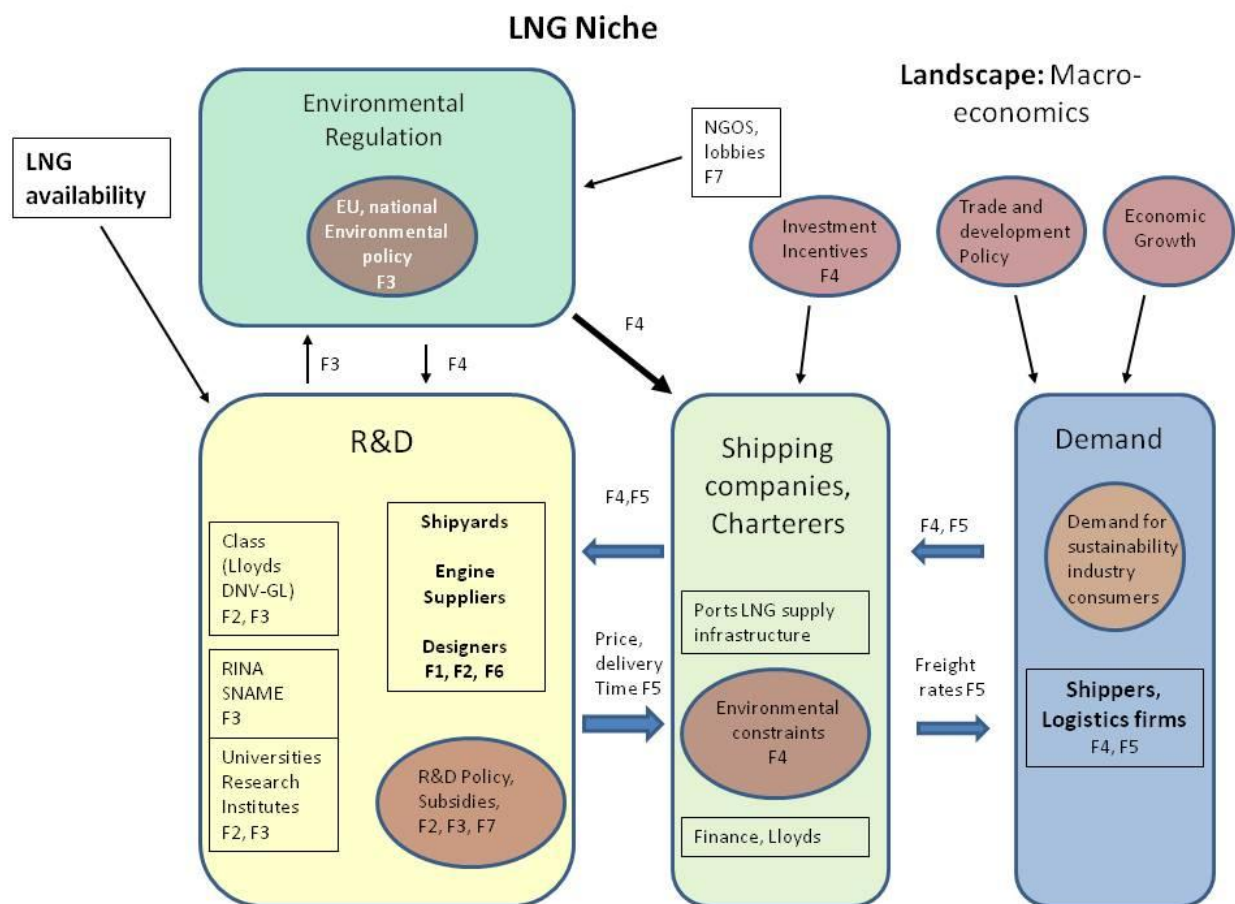 LNG Niche
Landscape: Macro-
economics
Environmental
Regulation
EU, national
Environmental
policy
F3
LNG
availability
NGOS,
lobbies
F7
Investment
Incentives
F4
Trade and
development
Policy
Economic
Growth
F3
F4
F4
R&D
Class
(Lloyds
DNV-GL)
F2, F3
RINA
SNAME
F3
Universities
Research
Institutes
F2, F3
Shipyards
Engine
Suppliers
Designers
F1, F2, F6
R&D Policy,
Subsidies,
F2, F3, F7
F4,F5
Price,
delivery
Time F5
Shipping
companies,
Charterers
Ports LNG supply
infrastructure
Environmental
constraints
F4
Finance, Lloyds
F4, F5
Freight
rates F5
Demand
Demand for
sustainability
industry
consumers
Shippers,
Logistics firms
F4, F5